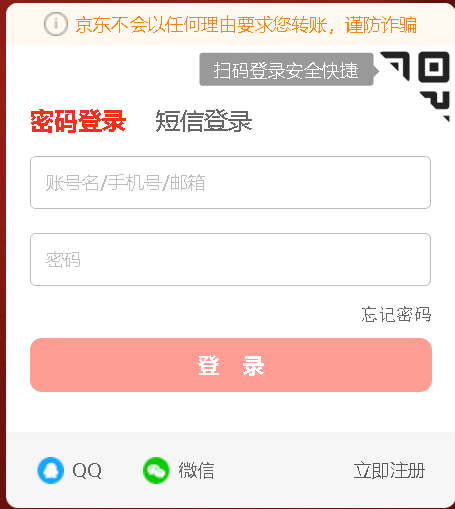 京东不会以任何理由要求您转账，谨防诈骗
扫码登录安全快捷
密码登录 短信登录
账号名/手机号/邮箱
密码
忘记密码
登 录
QQ 微信 立即注册